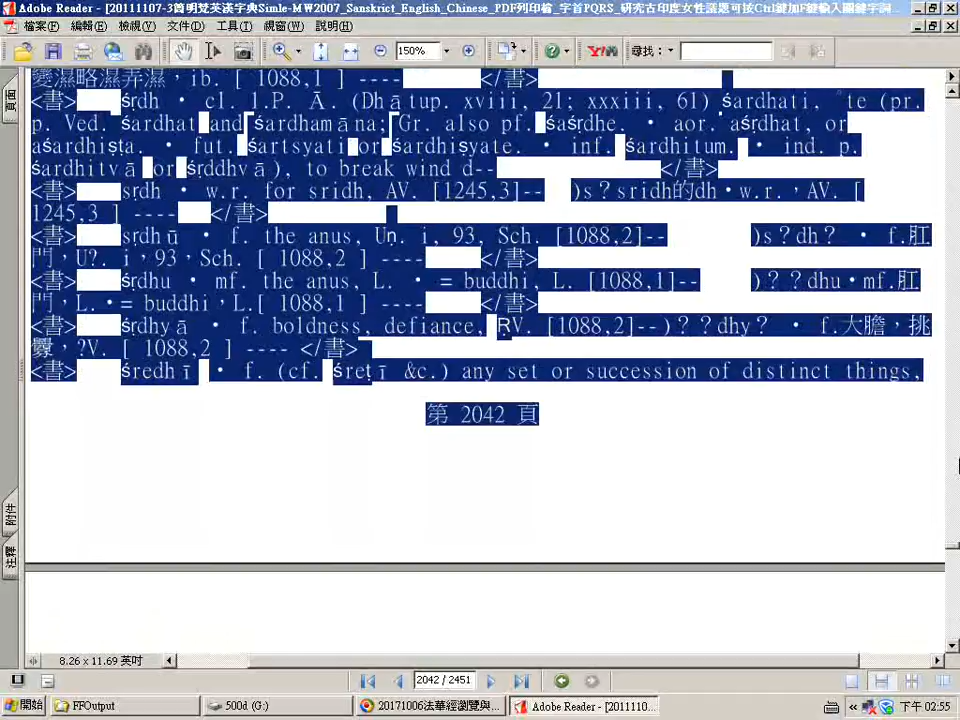 Adobe Reader - [20111107-3簡明梵英漢字典Simle-MW2007_Sanskrict_English_Chinese_PDF列印檔_字首PQRS_研究古印度女性議題可按Ctrl鍵加F鍵輸入關鍵字詞...
檔案(F) 編輯(E) 檢視(V) 文件(D) 工具(T) 視窗(W) 說明(H)
150% Y! 尋找:
變濕略濕弄濕，ib. [ 1088,1 ] ---- </書>
<書> śrdh • cl. 1.P. Ā. (Dhātup. xviii, 21; xxxiii, 61) śardhati, °te (pr.
p. Ved. śardhat and śardhamāna; Gr. also pf. śaśṛdhe. • aor. aśṛdhat, or
aśardhiṣṭa. • fut. śartsyati or śardhiṣyate. • inf. śardhitum. • ind. p.
śardhitvā or śṛddhvā), to break wind d-- </書>
<書> sṛdh • w.r. for sridh, AV. [1245,3]-- )s？sridh的dh•w.r.，AV. [
1245,3 ] ---- </書>
<書> sṛdhū • f. the anus, Uṇ. i, 93, Sch. [1088,2]-- )s？dh？ • f.肛
門，U?. i，93，Sch. [ 1088,2 ] ---- </書>
<書> śṛdhu • mf. the anus, L. • = buddhi, L. [1088,1]-- )？？dhu•mf.肛
門，L.•= buddhi，L.[ 1088,1 ] ---- </書>
<書> śṛdhyā • f. boldness, defiance, ṚV. [1088,2]--)？？dhy？ • f.大膽，挑
釁，?V. [ 1088,2 ] ---- </書>
<書> średhī • f. (cf. śreṭī &c.) any set or succession of distinct things,
第 2042 頁
頁面
附件
注釋
8.26 x 11.69 英吋
2042 / 2451
開始 FFOutput 500d (G:) 20171006法華經瀏覽與... Adobe Reader - [2011110... 下午 02:55